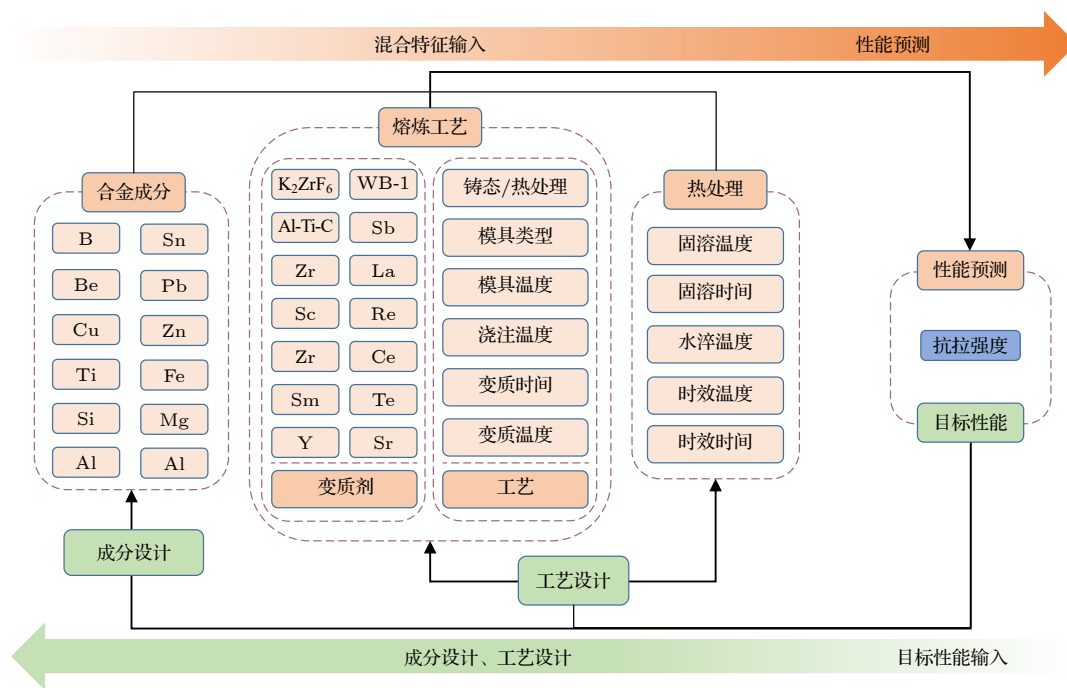 混合特征输入
性能预测
熔炼工艺
合金成分
B
Sn
Be
Pb
Cu
Zn
Ti
Fe
Si
Mg
Al
Al
K₂ZrF₆
WB-1
Al-Ti-C
Sb
Zr
La
Sc
Re
Zr
Ce
Sm
Te
Y
Sr
变质剂
铸态/热处理
模具类型
模具温度
浇注温度
变质时间
变质温度
工艺
热处理
固溶温度
固溶时间
水淬温度
时效温度
时效时间
性能预测
抗拉强度
目标性能
成分设计
工艺设计
成分设计、工艺设计
目标性能输入